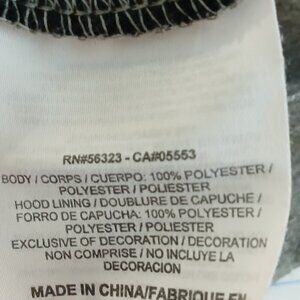 RN#56323 - CA#05553
BODY / CORPS / CUERPO: 100% POLYESTER /
POLYESTER / POLIESTER
HOOD LINING / DOUBLURE DE CAPUCHE /
FORRO DE CAPUCHA: 100% POLYESTER /
POLYESTER / POLIESTER
EXCLUSIVE OF DECORATION / DECORATION
NON COMPRISE / NO INCLUYE LA
DECORACION
MADE IN CHINA/FABRIQUE EN